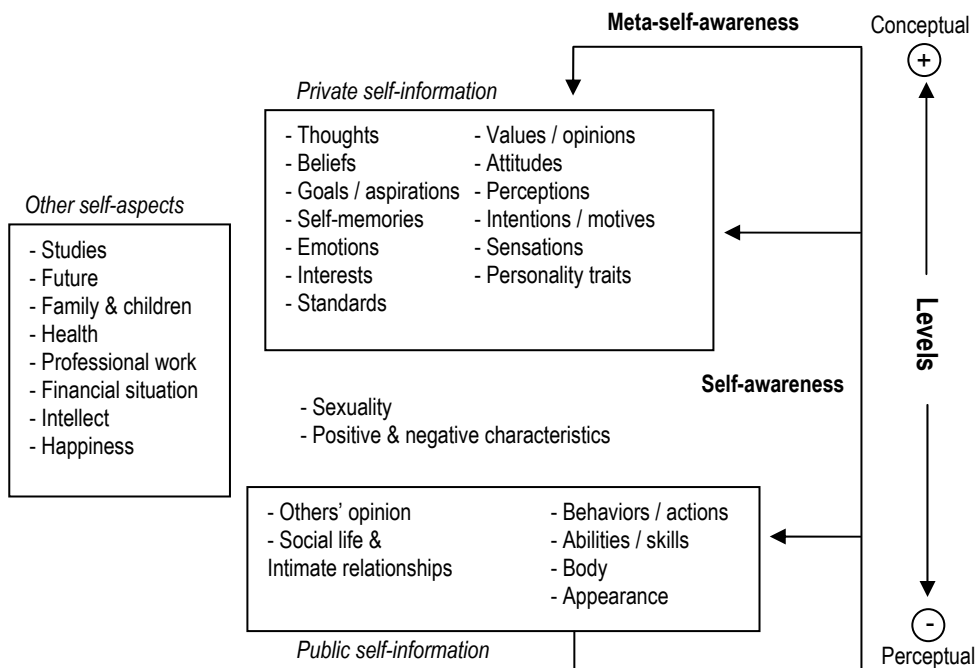 Meta-self-awareness
Conceptual
+
Private self-information
- Thoughts
- Beliefs
- Goals / aspirations
- Self-memories
- Emotions
- Interests
- Standards
- Values / opinions
- Attitudes
- Perceptions
- Intentions / motives
- Sensations
- Personality traits
Other self-aspects
- Studies
- Future
- Family & children
- Health
- Professional work
- Financial situation
- Intellect
- Happiness
Levels
Self-awareness
- Sexuality
- Positive & negative characteristics
- Others’ opinion
- Social life &
Intimate relationships
- Behaviors / actions
- Abilities / skills
- Body
- Appearance
Public self-information
-
Perceptual